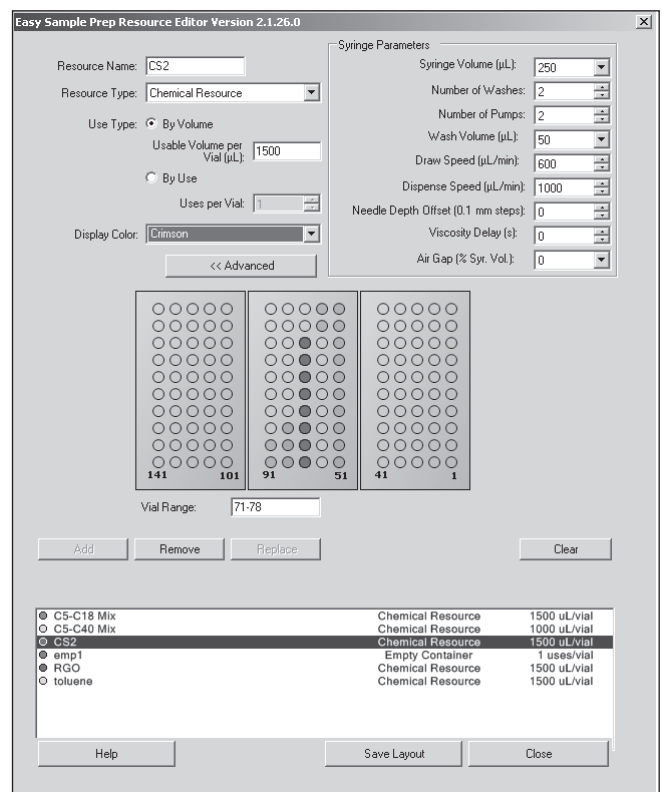 Easy Sample Prep Resource Editor Version 2.1.26.0
Resource Name: CS2
Resource Type: Chemical Resource
Use Type: By Volume
Usable Volume per
Vial (µL): 1500
By Use
Uses per Vial: 1
Display Color: Crimson
<< Advanced
Syringe Parameters
Syringe Volume (µL): 250
Number of Washes: 2
Number of Pumps: 2
Wash Volume (µL): 50
Draw Speed (µL/min): 600
Dispense Speed (µL/min): 1000
Needle Depth Offset (0.1 mm steps): 0
Viscosity Delay (s): 0
Air Gap (% Syr. Vol.): 0
141 101 91 51 41 1
Vial Range: 71-78
Add Remove Replace Clear
C5-C18 Mix Chemical Resource 1500 uL/vial
C5-C40 Mix Chemical Resource 1000 uL/vial
CS2 Chemical Resource 1500 uL/vial
emp1 Empty Container 1 uses/vial
RGO Chemical Resource 1500 uL/vial
toluene Chemical Resource 1500 uL/vial
Help Save Layout Close